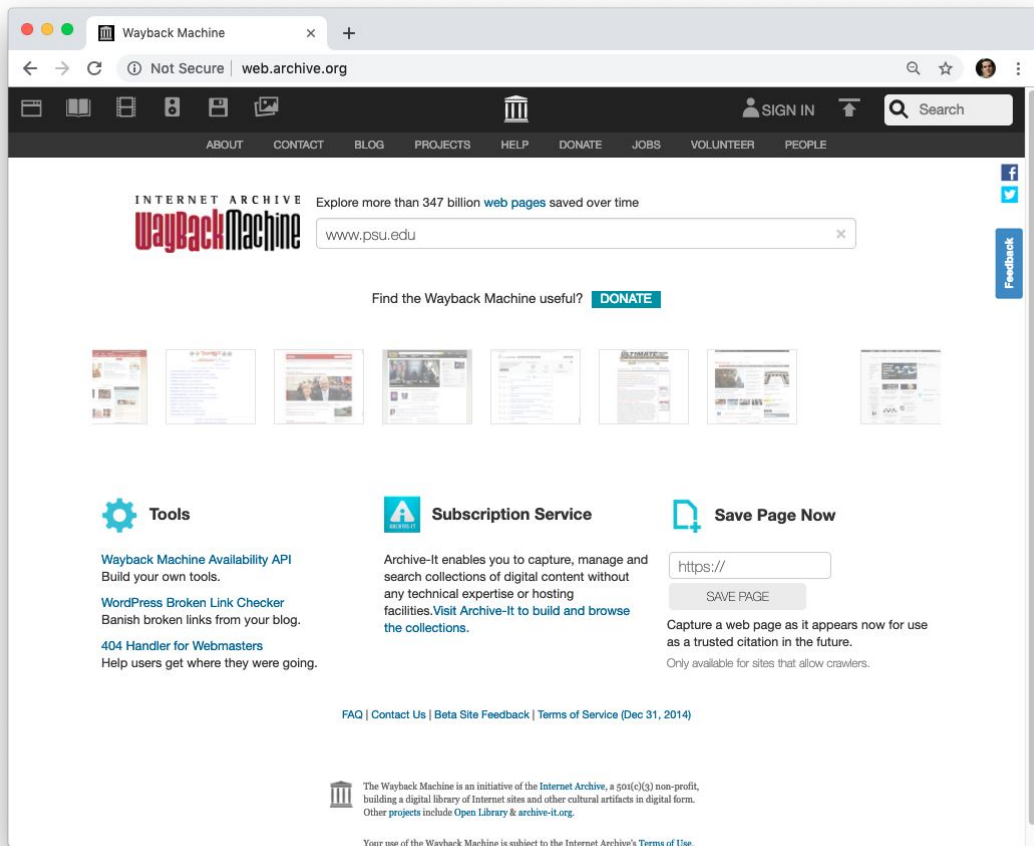 Wayback Machine
Not Secure web.archive.org
SIGN IN
Search
ABOUT CONTACT BLOG PROJECTS HELP DONATE JOBS VOLUNTEER PEOPLE
INTERNET ARCHIVE
WayBackMachine
Explore more than 347 billion web pages saved over time
www.psu.edu
Feedback
Find the Wayback Machine useful? DONATE
Tools
Wayback Machine Availability API
Build your own tools.
WordPress Broken Link Checker
Banish broken links from your blog.
404 Handler for Webmasters
Help users get where they were going.
ARCHIVE-IT
Subscription Service
Archive-It enables you to capture, manage and
search collections of digital content without
any technical expertise or hosting
facilities.Visit Archive-It to build and browse
the collections.
Save Page Now
https://
SAVE PAGE
Capture a web page as it appears now for use
as a trusted citation in the future.
Only available for sites that allow crawlers.
FAQ | Contact Us | Beta Site Feedback | Terms of Service (Dec 31, 2014)
The Wayback Machine is an initiative of the Internet Archive, a 501(c)(3) non-profit,
building a digital library of Internet sites and other cultural artifacts in digital form.
Other projects include Open Library & archive-it.org.
Your use of the Wayback Machine is subject to the Internet Archive's Terms of Use.